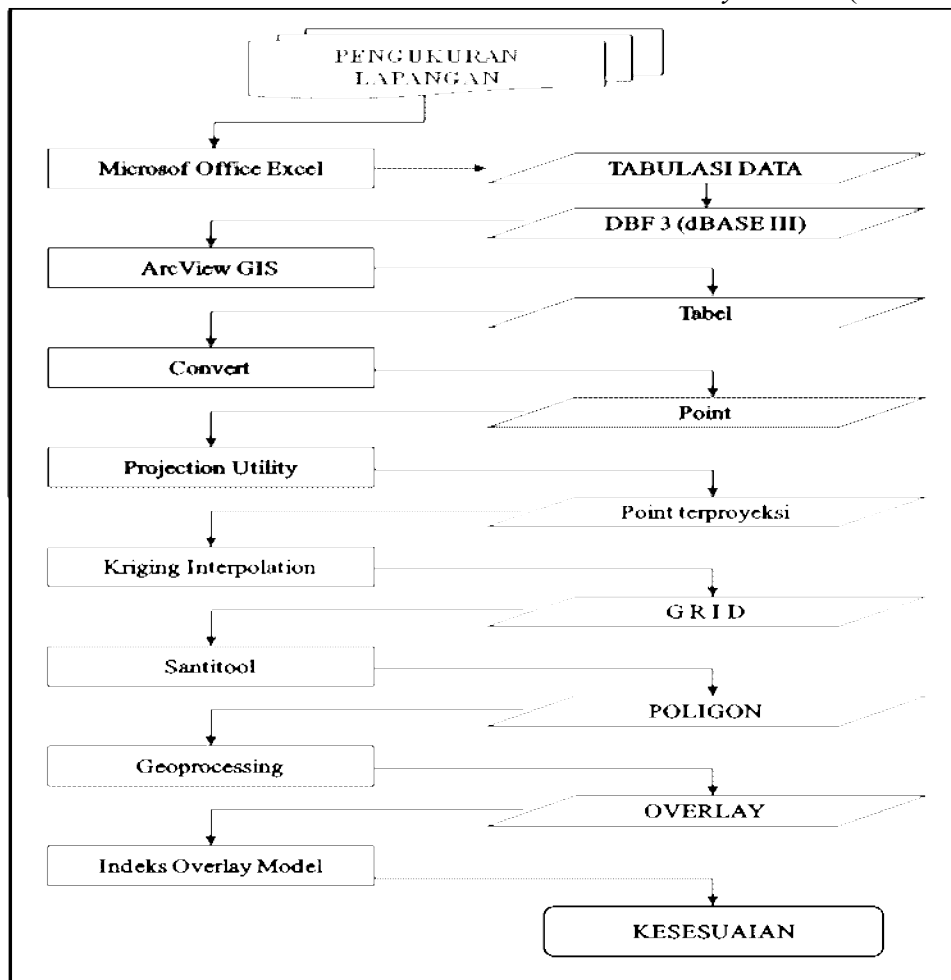 PENGUKURAN
LAPANGAN
Microsof Office Excel
TABULASI DATA
DBF 3 (dBASE III)
ArcView GIS
Tabel
Convert
Point
Projection Utility
Point terproyeksi
Kriging Interpolation
G R I D
Santitool
POLIGON
Geoprocessing
OVERLAY
Indeks Overlay Model
KESESUAIAN